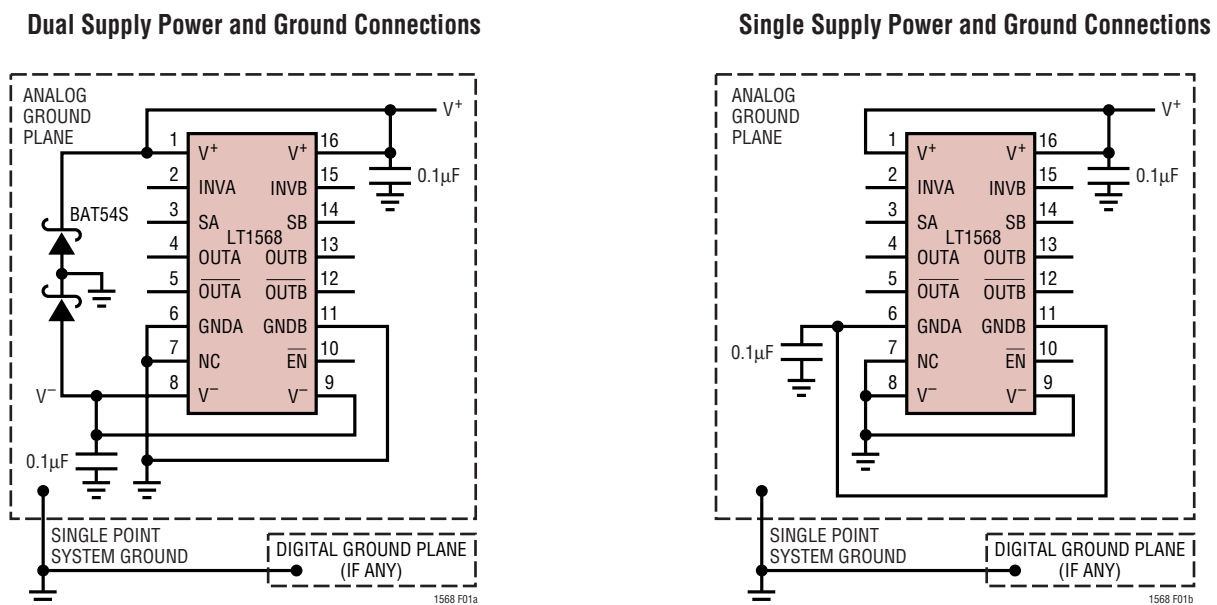 Dual Supply Power and Ground Connections
ANALOG
GROUND
PLANE
V+
1
V+
V+
16
0.1µF
2
INVA
INVB
15
BAT54S
3
SA
SB
14
LT1568
4
OUTA
OUTB
13
5
OUTA
OUTB
12
6
GNDA
GNDB
11
7
NC
EN
10
V–
8
V–
V–
9
0.1µF
SINGLE POINT
SYSTEM GROUND
DIGITAL GROUND PLANE
(IF ANY)
1568 F01a
Single Supply Power and Ground Connections
ANALOG
GROUND
PLANE
V+
1
V+
V+
16
0.1µF
2
INVA
INVB
15
3
SA
SB
14
LT1568
4
OUTA
OUTB
13
5
OUTA
OUTB
12
6
GNDA
GNDB
11
0.1µF
7
NC
EN
10
8
V–
V–
9
SINGLE POINT
SYSTEM GROUND
DIGITAL GROUND PLANE
(IF ANY)
1568 F01b